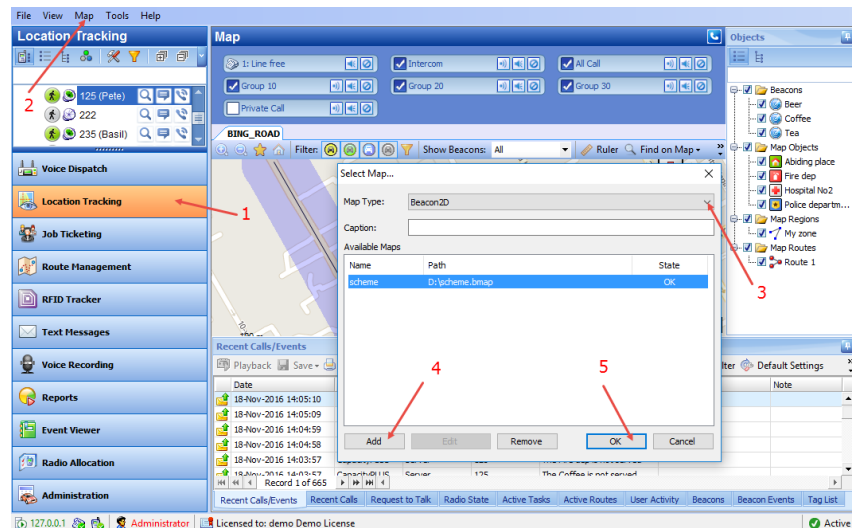 File View Map Tools Help
Location Tracking
125 (Pete)
222
235 (Basil)
Voice Dispatch
Location Tracking
Job Ticketing
Route Management
RFID Tracker
Text Messages
Voice Recording
Reports
Event Viewer
Radio Allocation
Administration
Map
1: Line free Intercom All Call
Group 10 Group 20 Group 30
Private Call
BING_ROAD
Filter: Show Beacons: All Ruler Find on Map
Select Map...
Map Type: Beacon2D
Caption:
Available Maps
Name Path State
scheme D:\scheme.bmap OK
Add Edit Remove OK Cancel
Objects
Beacons
Beer
Coffee
Tea
Map Objects
Abiding place
Fire dep
Hospital No2
Police departm...
Map Regions
My zone
Map Routes
Route 1
1
2
3
4
5
Recent Calls/Events
Playback Save Default Settings
Date Note
18-Nov-2016 14:05:10
18-Nov-2016 14:05:09
18-Nov-2016 14:04:59
18-Nov-2016 14:04:58
18-Nov-2016 14:03:57
18-Nov-2016 14:03:57 CapacityPLUS Server 125 The Coffee is not served
Record 1 of 665
Recent Calls/Events Recent Calls Request to Talk Radio State Active Tasks Active Routes User Activity Beacons Beacon Events Tag List
127.0.0.1 Administrator Licensed to: demo Demo License Active